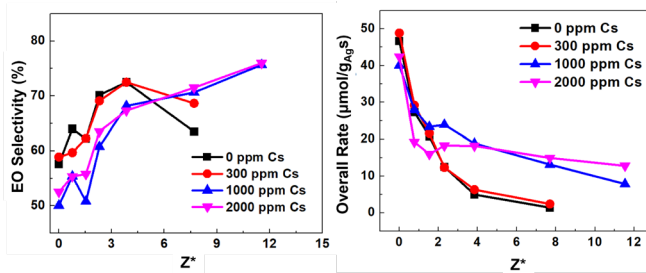 EO Selectivity (%)
80
70
60
50
0 ppm Cs
300 ppm Cs
1000 ppm Cs
2000 ppm Cs
0 3 6 9 12 15
Z*
Overall Rate (μmol/gAgs)
50
40
30
20
10
0
0 ppm Cs
300 ppm Cs
1000 ppm Cs
2000 ppm Cs
0 2 4 6 8 10 12
Z*